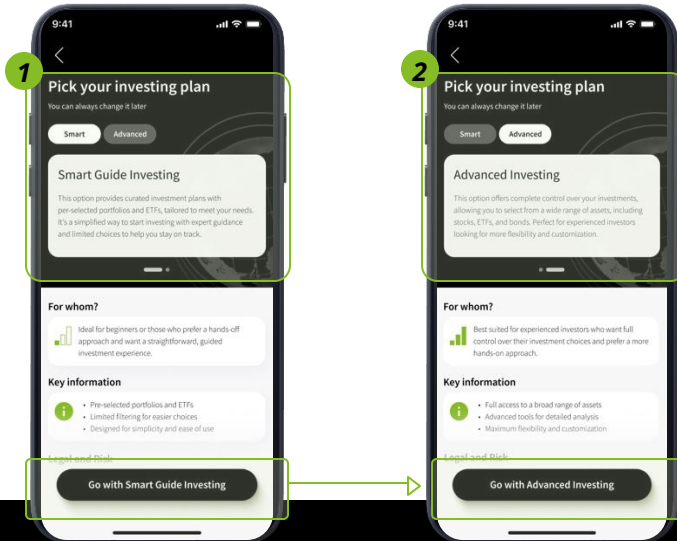 1
9:41
Pick your investing plan
You can always change it later
Smart Advanced
Smart Guide Investing
This option provides curated investment plans with
per-selected portfolios and ETFs, tailored to meet your needs.
It's a simplified way to start investing with expert guidance
and limited choices to help you stay on track.
For whom?
Ideal for beginners or those who prefer a hands-off
approach and want a straightforward, guided
investment experience.
Key information
• Pre-selected portfolios and ETFs
• Limited filtering for easier choices
• Designed for simplicity and ease of use
Legal and Risk
Go with Smart Guide Investing
2
9:41
Pick your investing plan
You can always change it later
Smart Advanced
Advanced Investing
This option offers complete control over your investments,
allowing you to select from a wide range of assets, including
stocks, ETFs, and bonds. Perfect for experienced investors
looking for more flexibility and customization.
For whom?
Best suited for experienced investors who want full
control over their investment choices and prefer a more
hands-on approach.
Key information
• Full access to a broad range of assets
• Advanced tools for detailed analysis
• Maximum flexibility and customization
Legal and Risk
Go with Advanced Investing